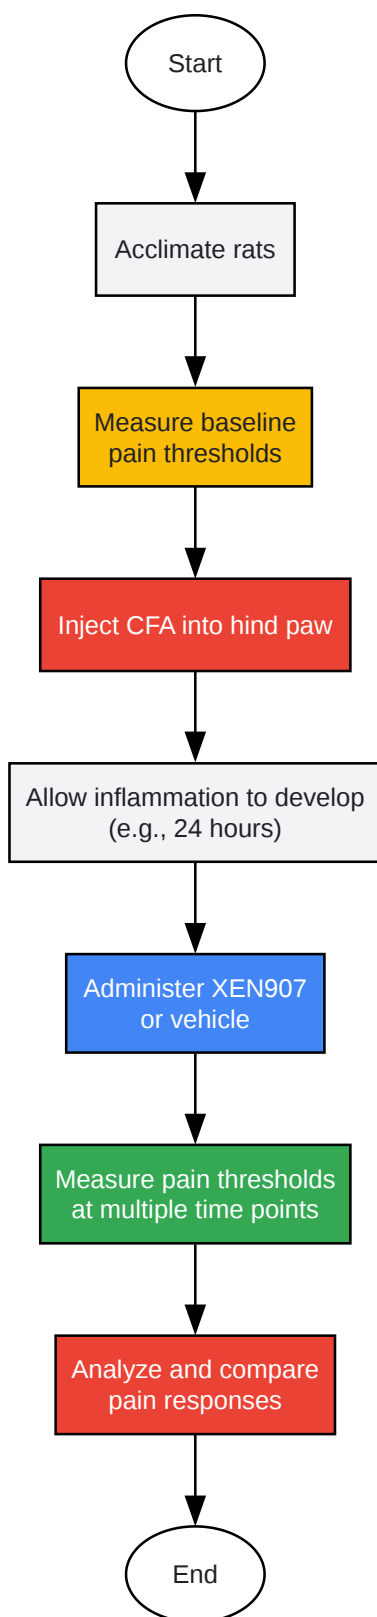 Start
Acclimate rats
Measure baseline
pain thresholds
Inject CFA into hind paw
Allow inflammation to develop
(e.g., 24 hours)
Administer XEN907
or vehicle
Measure pain thresholds
at multiple time points
Analyze and compare
pain responses
End